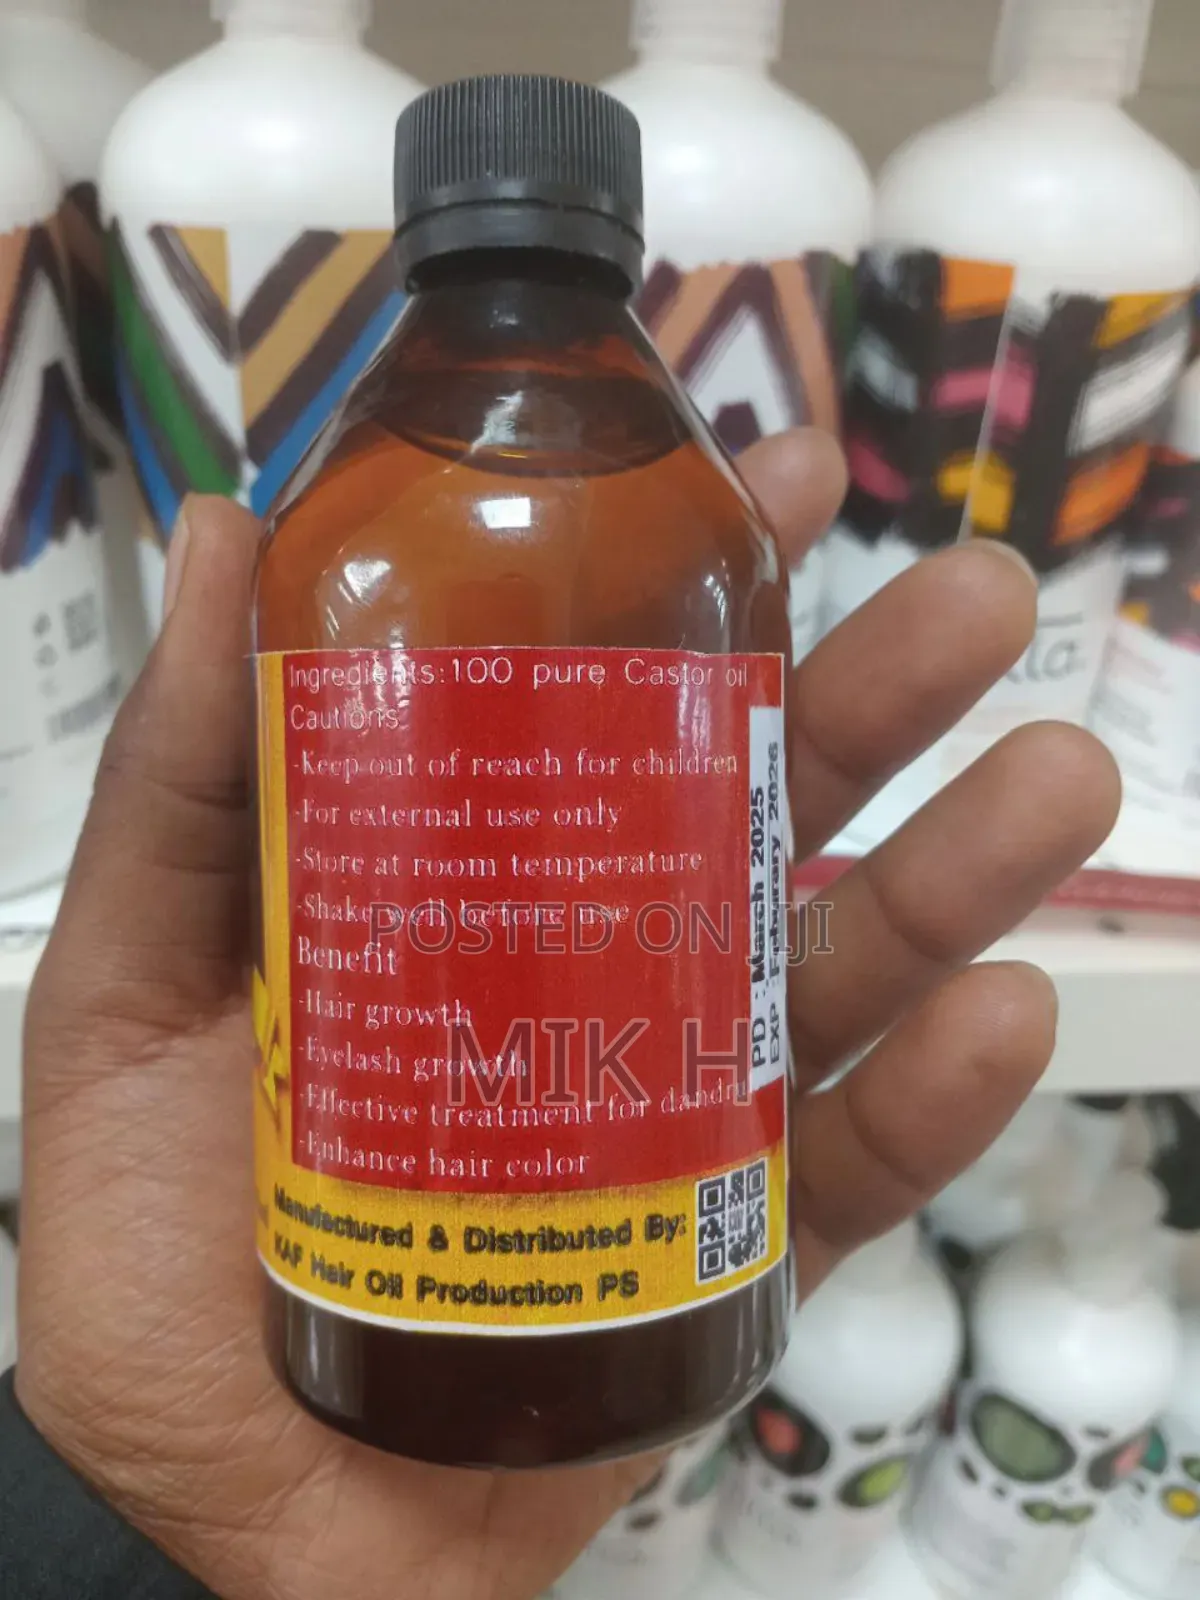 Ingredients:100 pure Castor oil
Cautions
-Keep out of reach for children
-For external use only
-Store at room temperature
-Shake well before use
Benefit
-Hair growth
-Eyelash growth
-Effective treatment for dandru
-Enhance hair color
PD : March 2025
EXP : February 2026
Manufactured & Distributed By:
KAF Hair Oil Production PS
POSTED ON JIJI
MIK H